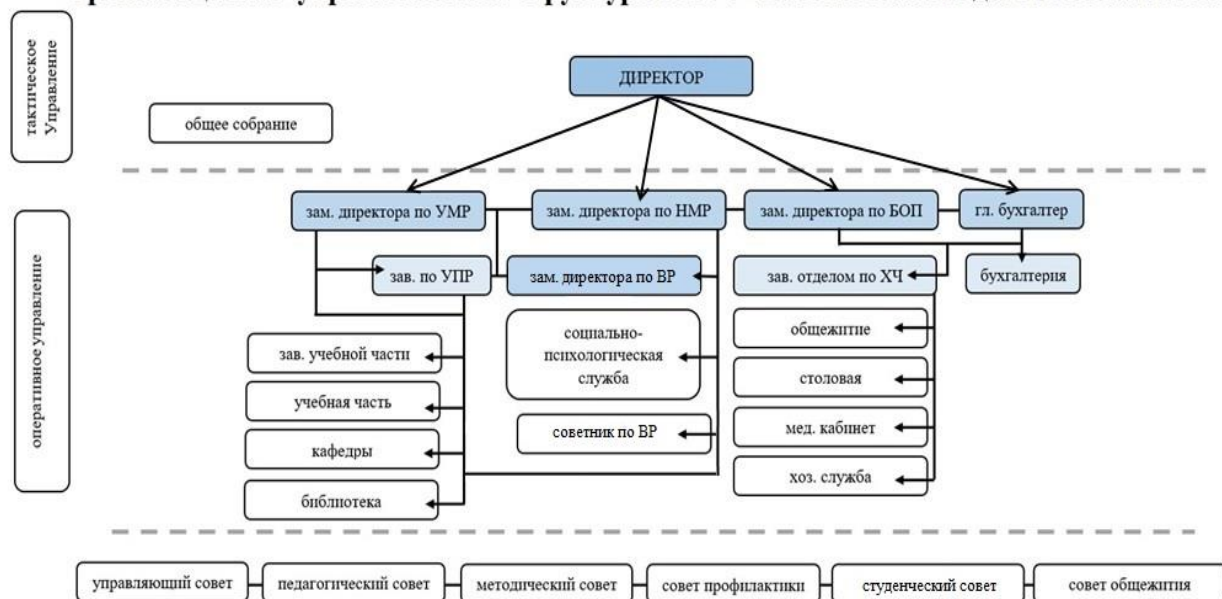 тактическое
Управление
ДИРЕКТОР
общее собрание
оперативное управление
зам. директора по УМР
зам. директора по НМР
зам. директора по БОП
гл. бухгалтер
зав. по УПР
зам. директора по ВР
зав. отделом по ХЧ
бухгалтерия
социально-
психологическая
служба
общежитие
зав. учебной части
столовая
учебная часть
советник по ВР
мед. кабинет
кафедры
хоз. служба
библиотека
управляющий совет
педагогический совет
методический совет
совет профилактики
студенческий совет
совет общежития